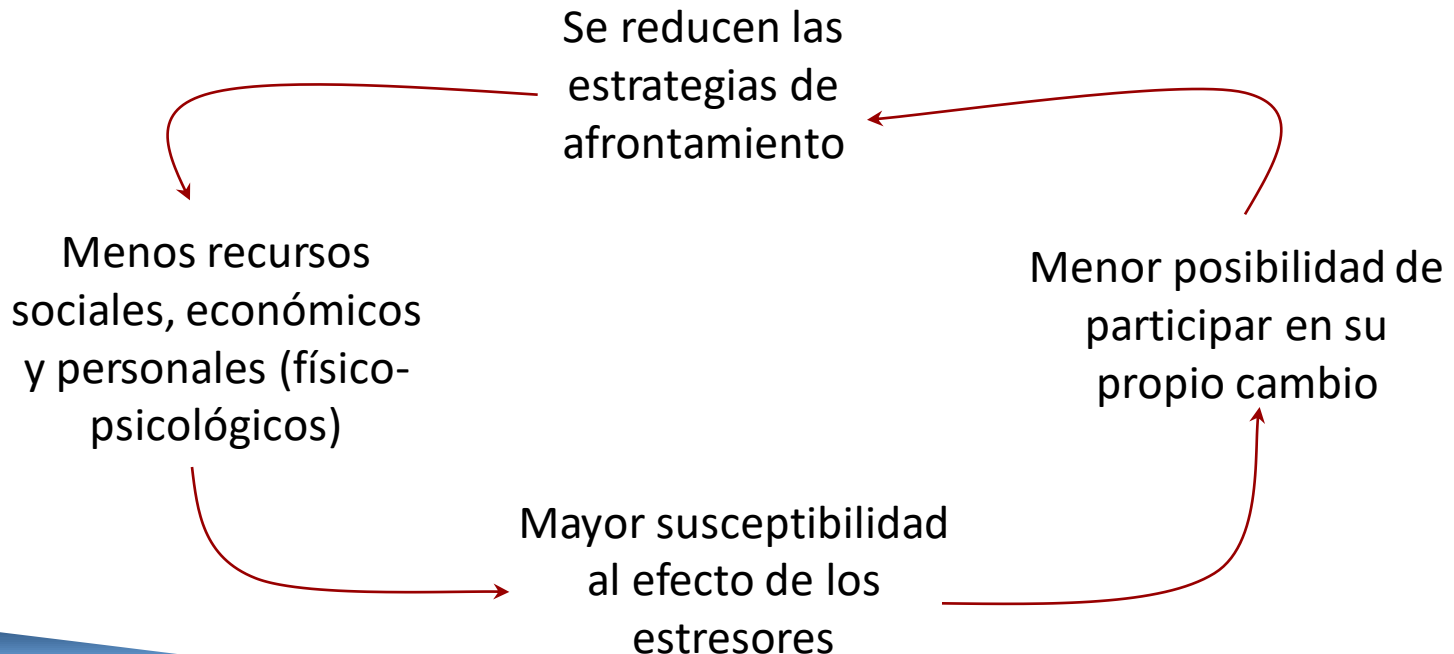 Se reducen las
estrategias de
afrontamiento
Menos recursos
sociales, económicos
y personales (físico-
psicológicos)
Menor posibilidad de
participar en su
propio cambio
Mayor susceptibilidad
al efecto de los
estresores